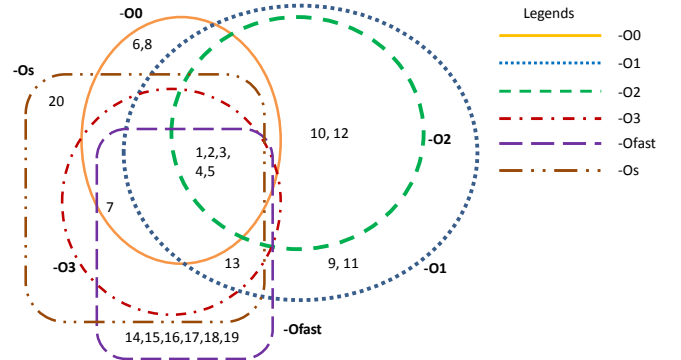 -O0
6,8
-Os
20
10, 12
-O2
1,2,3,
4,5
7
-O3
13
9, 11
-O1
-Ofast
14,15,16,17,18,19
Legends
-O0
-O1
-O2
-O3
-Ofast
-Os